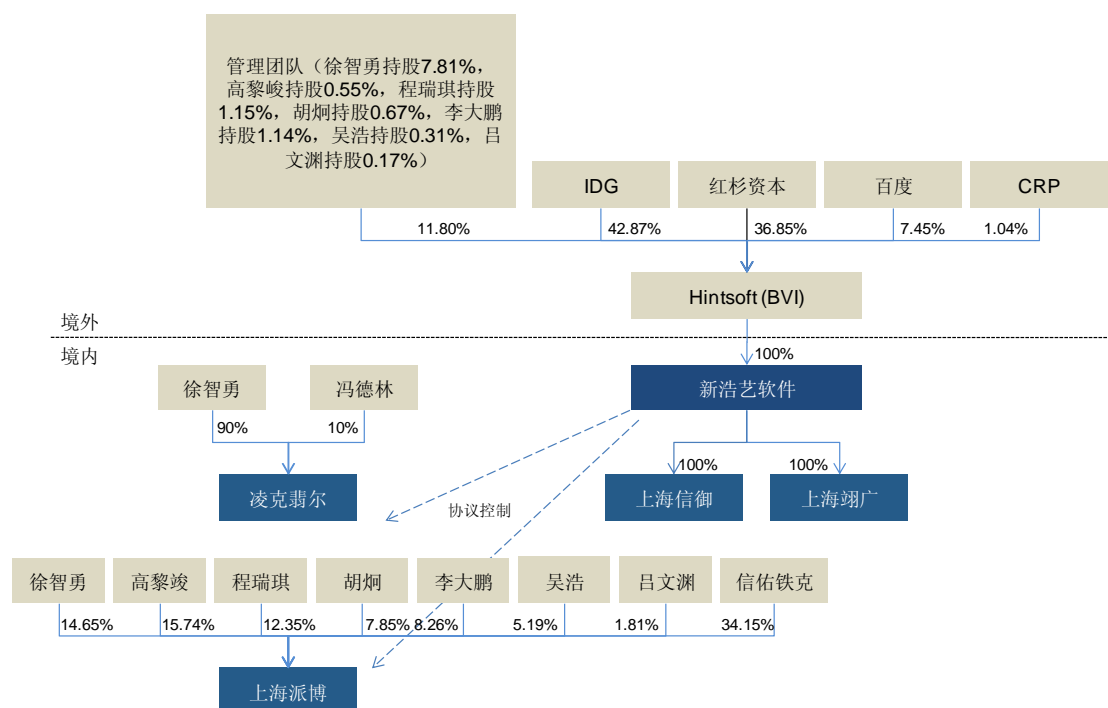 管理团队（徐智勇持股7.81%，
高黎峻持股0.55%，程瑞琪持股
1.15%，胡炯持股0.67%，李大鹏
持股1.14%，吴浩持股0.31%，吕
文渊持股0.17%）
IDG
红杉资本
百度
CRP
11.80%
42.87%
36.85%
7.45%
1.04%
Hintsoft (BVI)
境外
境内
100%
徐智勇
冯德林
新浩艺软件
90%
10%
100%
100%
凌克翡尔
上海信御
上海翊广
协议控制
徐智勇
高黎竣
程瑞琪
胡炯
李大鹏
吴浩
吕文渊
信佑铁克
14.65%
15.74%
12.35%
7.85%
8.26%
5.19%
1.81%
34.15%
上海派博